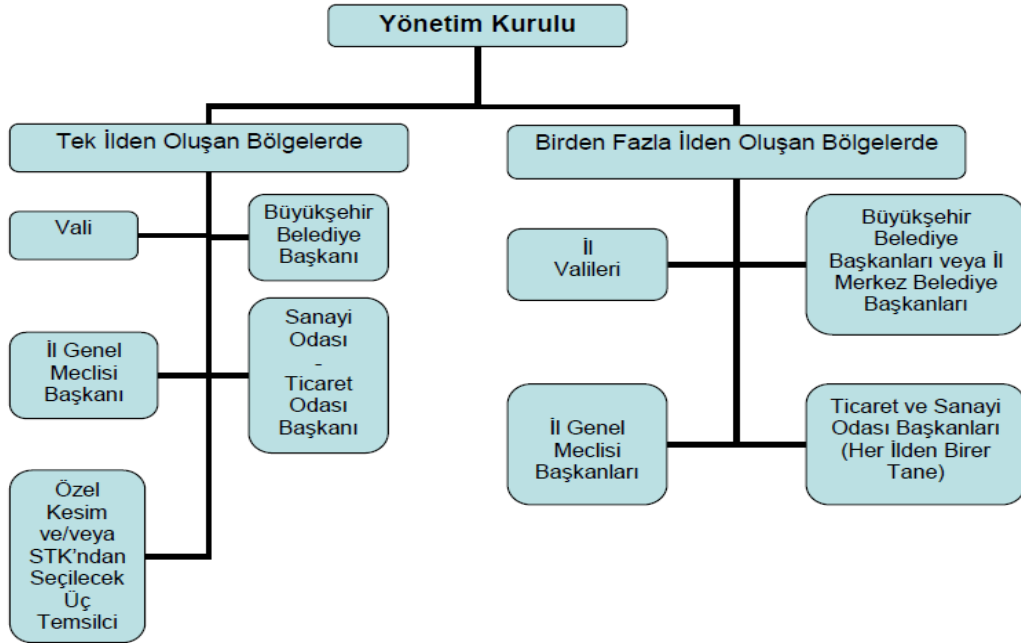 Yönetim Kurulu
Tek İlden Oluşan Bölgelerde
Vali
Büyükşehir
Belediye
Başkanı
İl Genel
Meclisi
Başkanı
Sanayi
Odası
-
Ticaret
Odası
Başkanı
Özel
Kesim
ve/veya
STK'ndan
Seçilecek
Üç
Temsilci
Birden Fazla İlden Oluşan Bölgelerde
İl
Valileri
Büyükşehir
Belediye
Başkanları veya İl
Merkez Belediye
Başkanları
İl Genel
Meclisi
Başkanları
Ticaret ve Sanayi
Odası Başkanları
(Her İlden Birer
Tane)